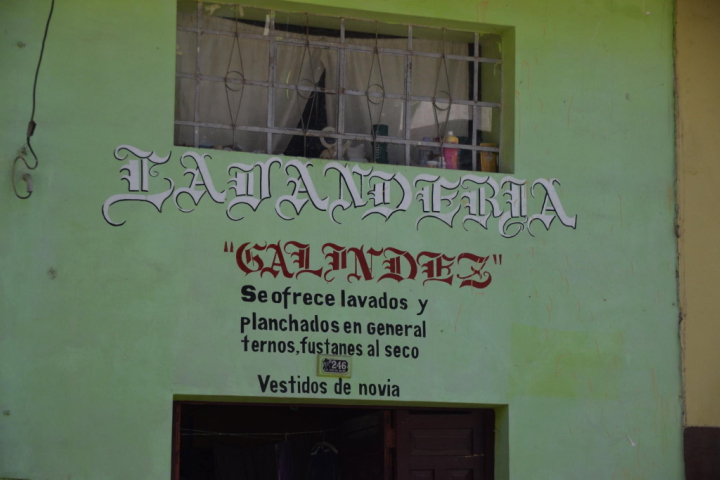 LAVANDERIA
"GALINDEZ"
Se ofrece lavados y
planchados en General
ternos, fustanes al seco
246
Vestidos de novia